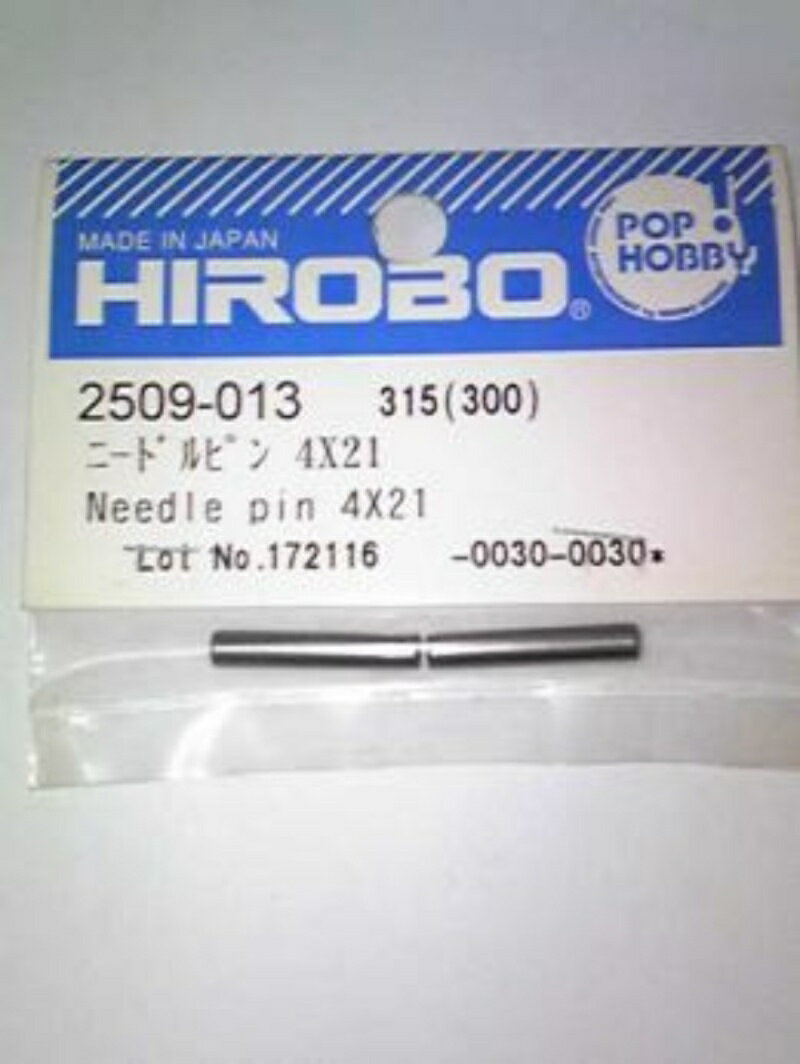 MADE IN JAPAN
HIROBO®
POP!
HOBBY
2509-013 315(300)
ニードルピン 4X21
Needle pin 4X21
Lot No.172116 -0030-0030*